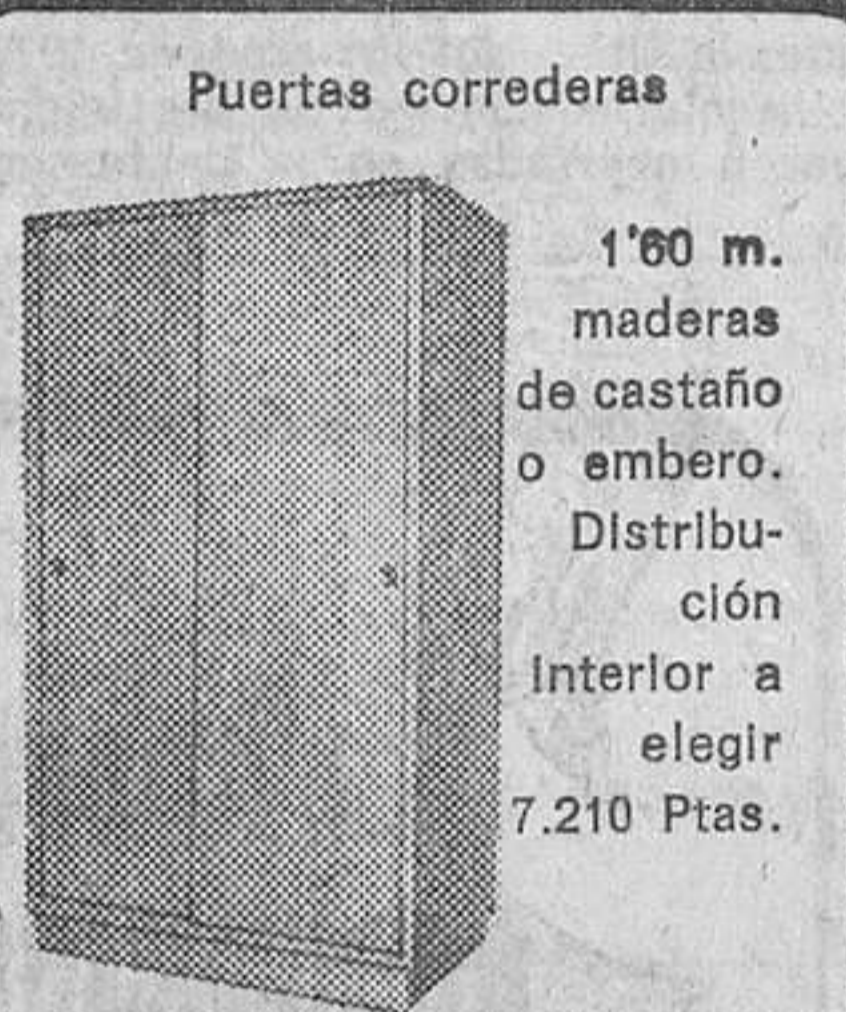 Puertas correderas
1'60 m.
maderas
de castaño
o embero.
Distribu-
ción
interior a
elegir
7.210 Ptas.